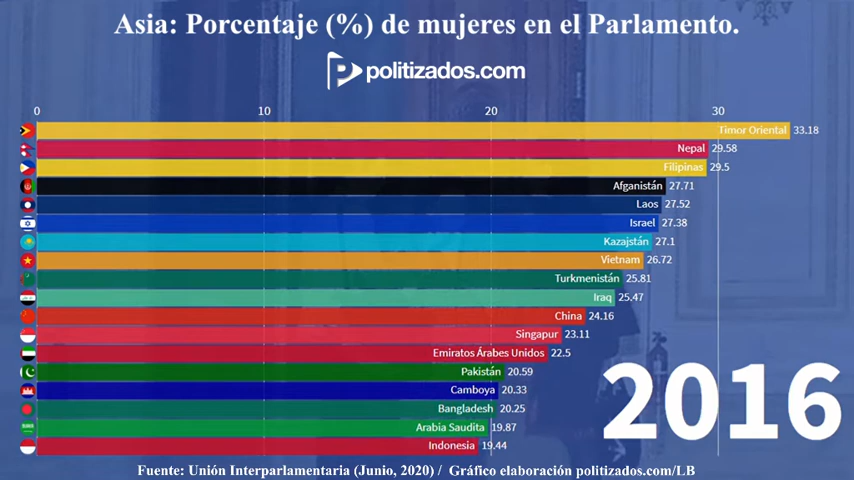 Asia: Porcentaje (%) de mujeres en el Parlamento.
politizados.com
0 10 20 30
Timor Oriental 33.18
Nepal 29.58
Filipinas 29.5
Afganistán 27.71
Laos 27.52
Israel 27.38
Kazajstán 27.1
Vietnam 26.72
Turkmenistán 25.81
Iraq 25.47
China 24.16
Singapur 23.11
Emiratos Árabes Unidos 22.5
Pakistán 20.59
Camboya 20.33
Bangladesh 20.25
Arabia Saudita 19.87
Indonesia 19.44
2016
Fuente: Unión Interparlamentaria (Junio, 2020) / Gráfico elaboración politizados.com/LB